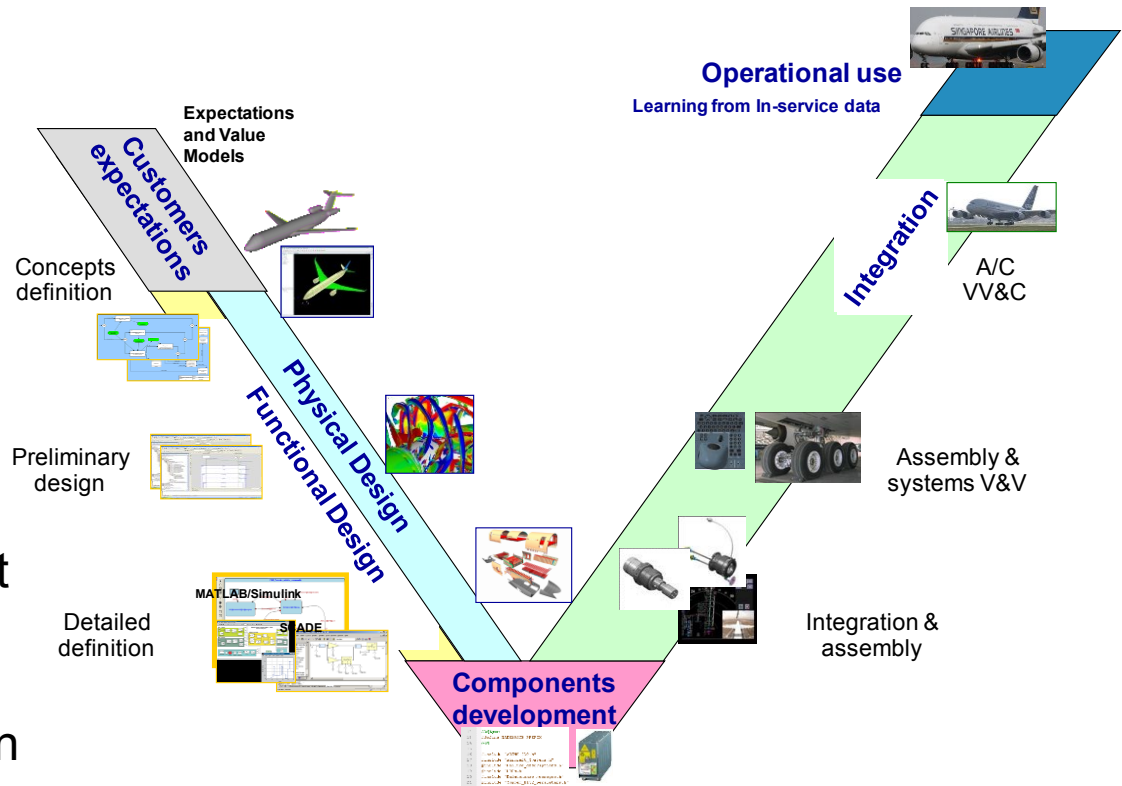 SINGAPORE AIRLINES
Operational use
Learning from In-service data
Expectations
and Value
Models
Customers
expectations
Concepts
definition
Integration
A/C
VV&C
Physical Design
Functional Design
Preliminary
design
Assembly &
systems V&V
t
MATLAB/Simulink
SCADE
Detailed
definition
Integration &
assembly
Components
development
n